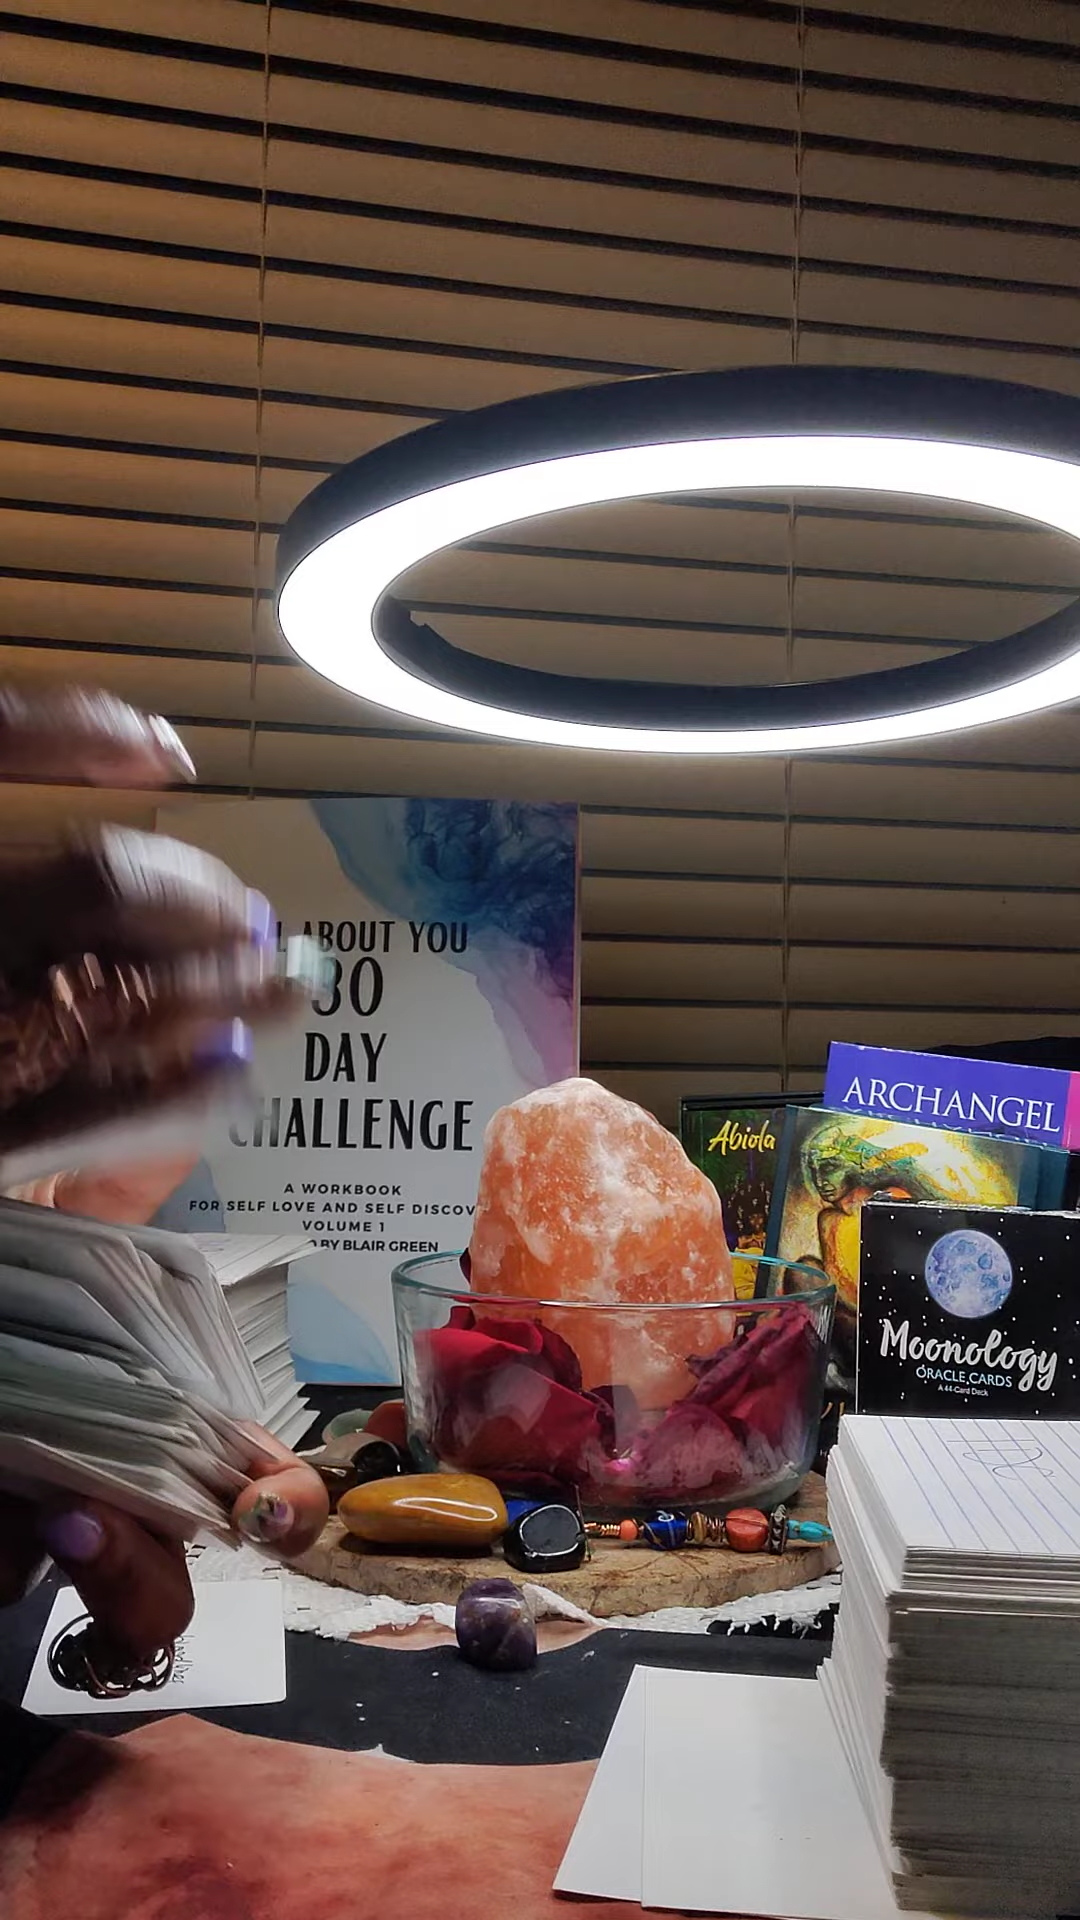 L ABOUT YOU
30
DAY
CHALLENGE
A WORKBOOK
FOR SELF LOVE AND SELF DISCOV
VOLUME 1
BY BLAIR GREEN
ARCHANGEL
Abiola
Moonology
ORACLE CARDS
A 44-Card Deck